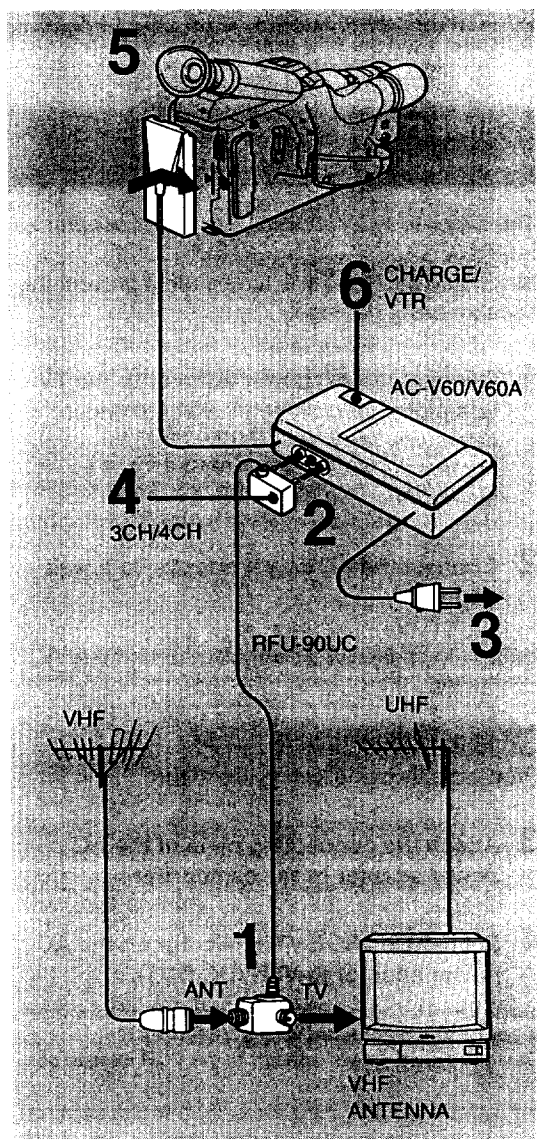 5
6 CHARGE/
VTR
AC-V60/V60A
4
3CH/4CH
2
3
RFU-90UC
VHF
UHF
1
ANT
TV
VHF
ANTENNA